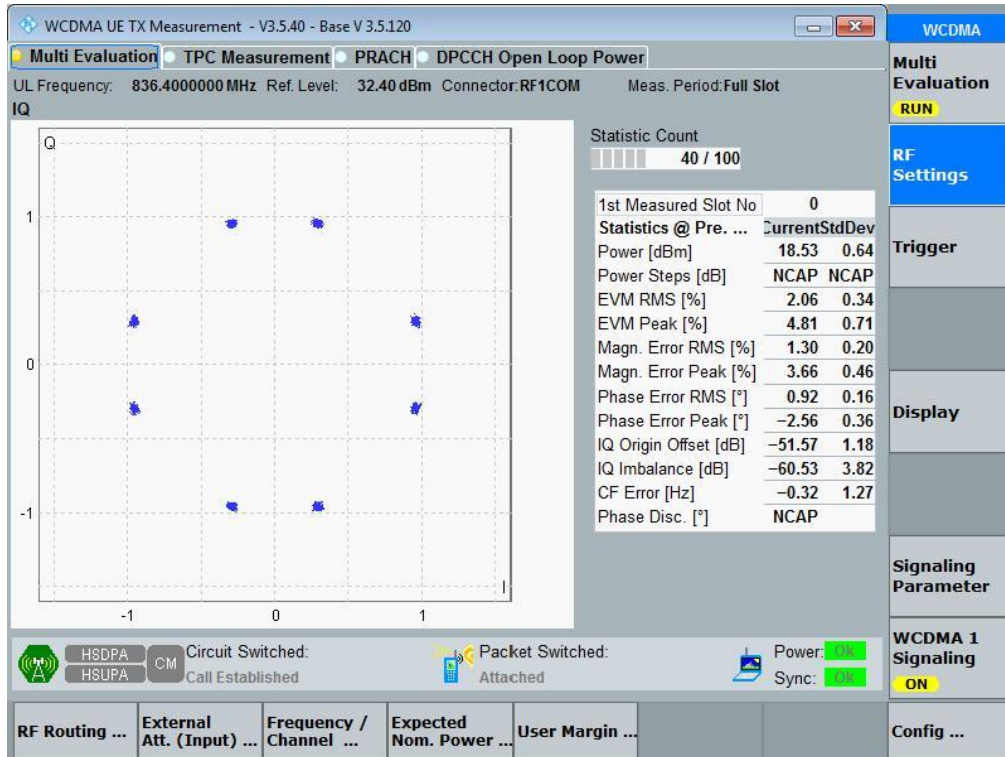 WCDMA UE TX Measurement - V3.5.40 - Base V 3.5.120
WCDMA
Multi Evaluation TPC Measurement PRACH DPCCH Open Loop Power
UL Frequency: 836.4000000 MHz Ref. Level: 32.40 dBm Connector: RF1COM Meas. Period: Full Slot
IQ
Q
1
0
-1
-1 0 1
I
Statistic Count
40 / 100
1st Measured Slot No 0
Statistics @ Pre. ... Current StdDev
Power [dBm] 18.53 0.64
Power Steps [dB] NCAP NCAP
EVM RMS [%] 2.06 0.34
EVM Peak [%] 4.81 0.71
Magn. Error RMS [%] 1.30 0.20
Magn. Error Peak [%] 3.66 0.46
Phase Error RMS [°] 0.92 0.16
Phase Error Peak [°] −2.56 0.36
IQ Origin Offset [dB] −51.57 1.18
IQ Imbalance [dB] −60.53 3.82
CF Error [Hz] −0.32 1.27
Phase Disc. [°] NCAP
Multi
Evaluation
RUN
RF
Settings
Trigger
Display
Signaling
Parameter
WCDMA 1
Signaling
ON
HSDPA
HSUPA
CM
Circuit Switched:
Call Established
Packet Switched:
Attached
Power: Ok
Sync: Ok
RF Routing ...
External
Att. (Input) ...
Frequency /
Channel ...
Expected
Nom. Power ...
User Margin ...
Config ...